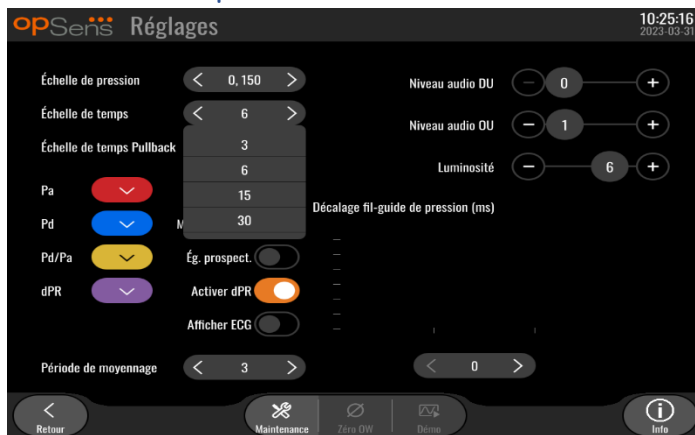 opSens Réglages
10:25:16
2023-03-31
Échelle de pression
0, 150
Échelle de temps
6
Échelle de temps Pullback
3
6
15
30
Pa
Pd
M
Pd/Pa
Ég. prospect.
dPR
Activer dPR
Afficher ECG
Période de moyennage
3
Niveau audio DU
0
Niveau audio OU
1
Luminosité
6
Décalage fil-guide de pression (ms)
0
Retour
Maintenance
Zéro OW
Démo
Info